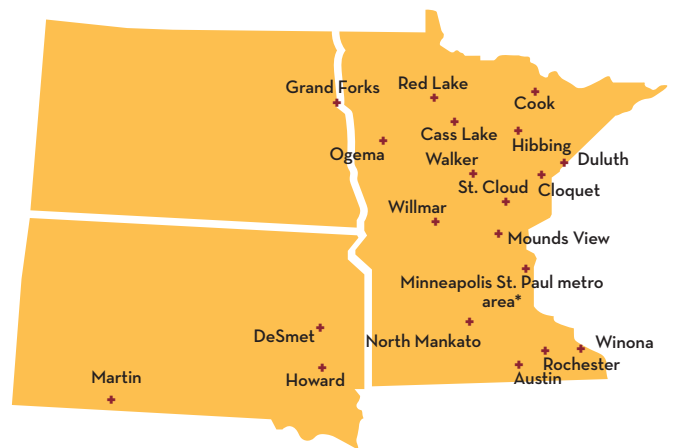 Grand Forks
Red Lake
Cook
Cass Lake
Hibbing
Ogema
Walker
Duluth
St. Cloud
Cloquet
Willmar
Mounds View
Minneapolis St. Paul metro
area*
DeSmet
North Mankato
Winona
Rochester
Martin
Howard
Austin